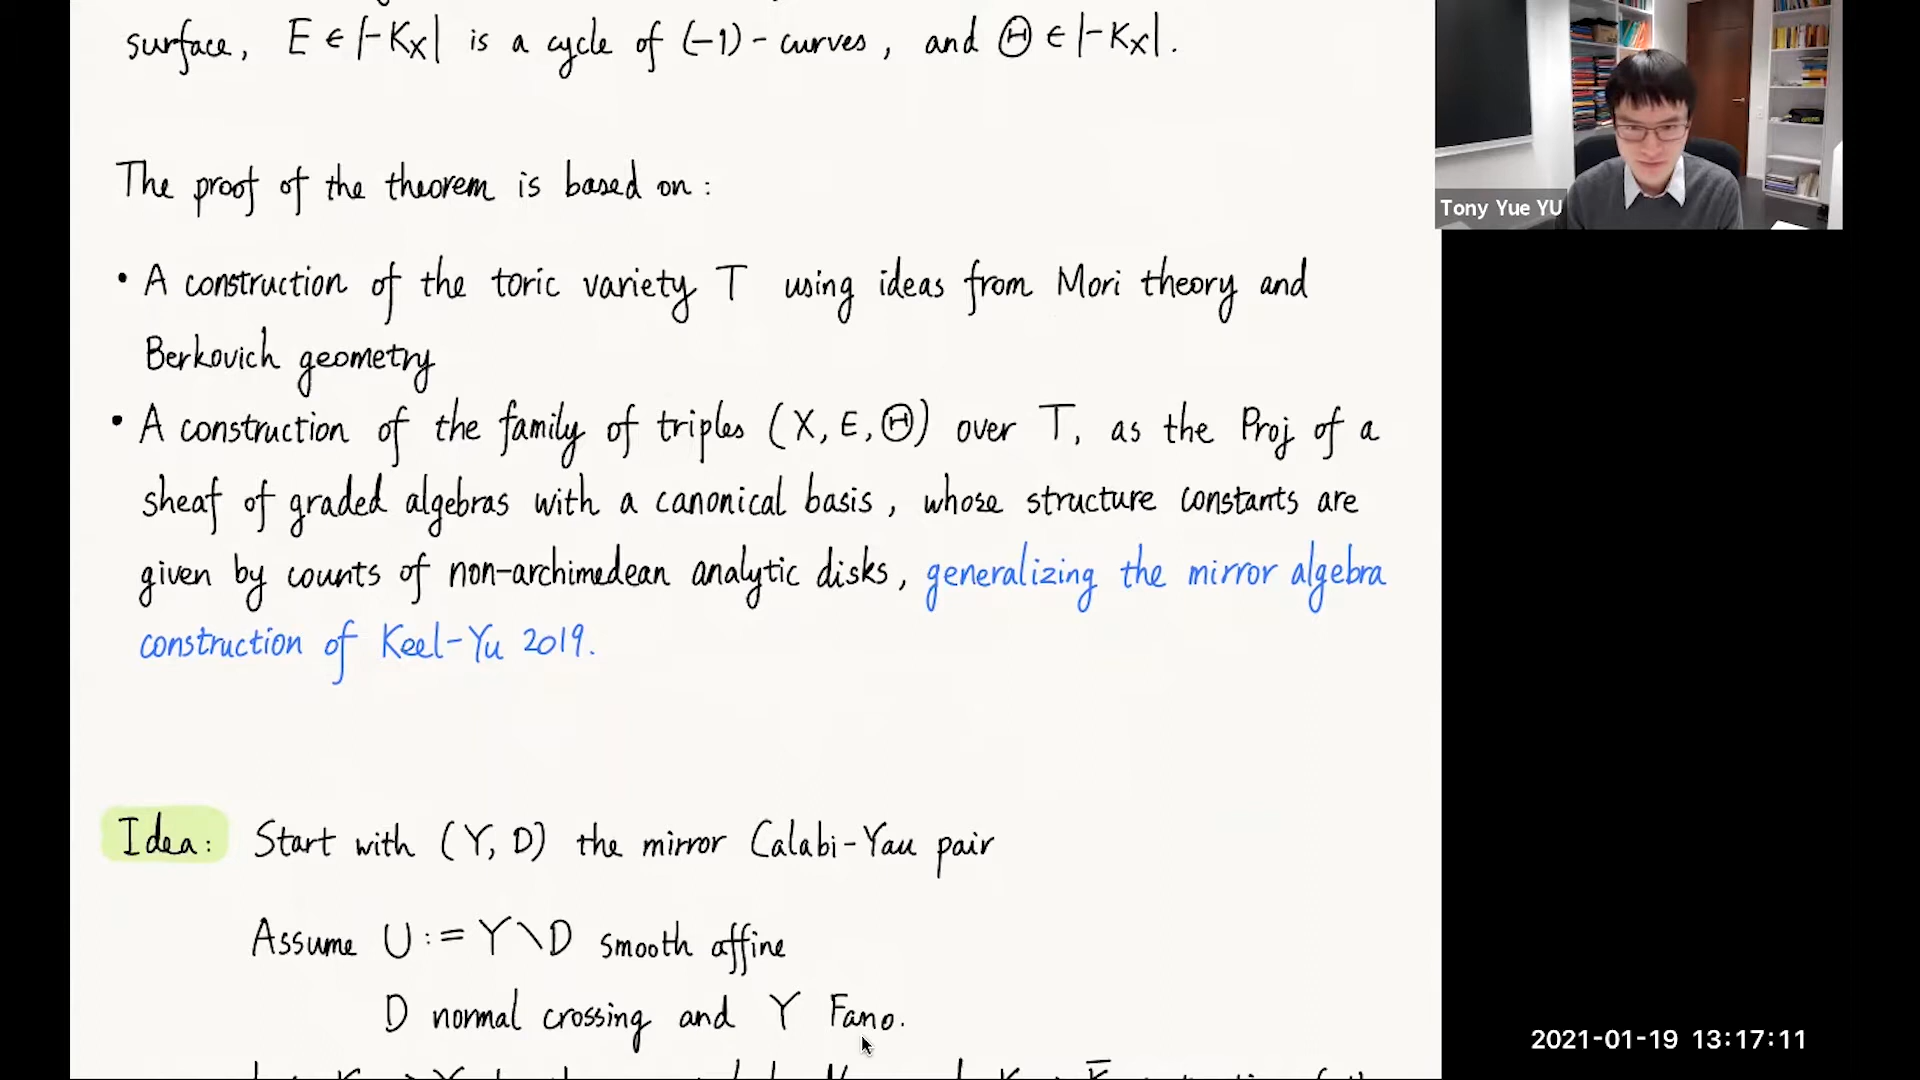 surface, E ∈ |-K_X| is a cycle of (-1)-curves, and Θ ∈ |-K_X|.
The proof of the theorem is based on:
• A construction of the toric variety T using ideas from Mori theory and
Berkovich geometry
• A construction of the family of triples (X, E, Θ) over T, as the Proj of a
sheaf of graded algebras with a canonical basis, whose structure constants are
given by counts of non-archimedean analytic disks, generalizing the mirror algebra
construction of Keel-Yu 2019.
Idea: Start with (Y, D) the mirror Calabi-Yau pair
Assume U := Y \ D smooth affine
D normal crossing and Y Fano.
Tony Yue YU
2021-01-19 13:17:11